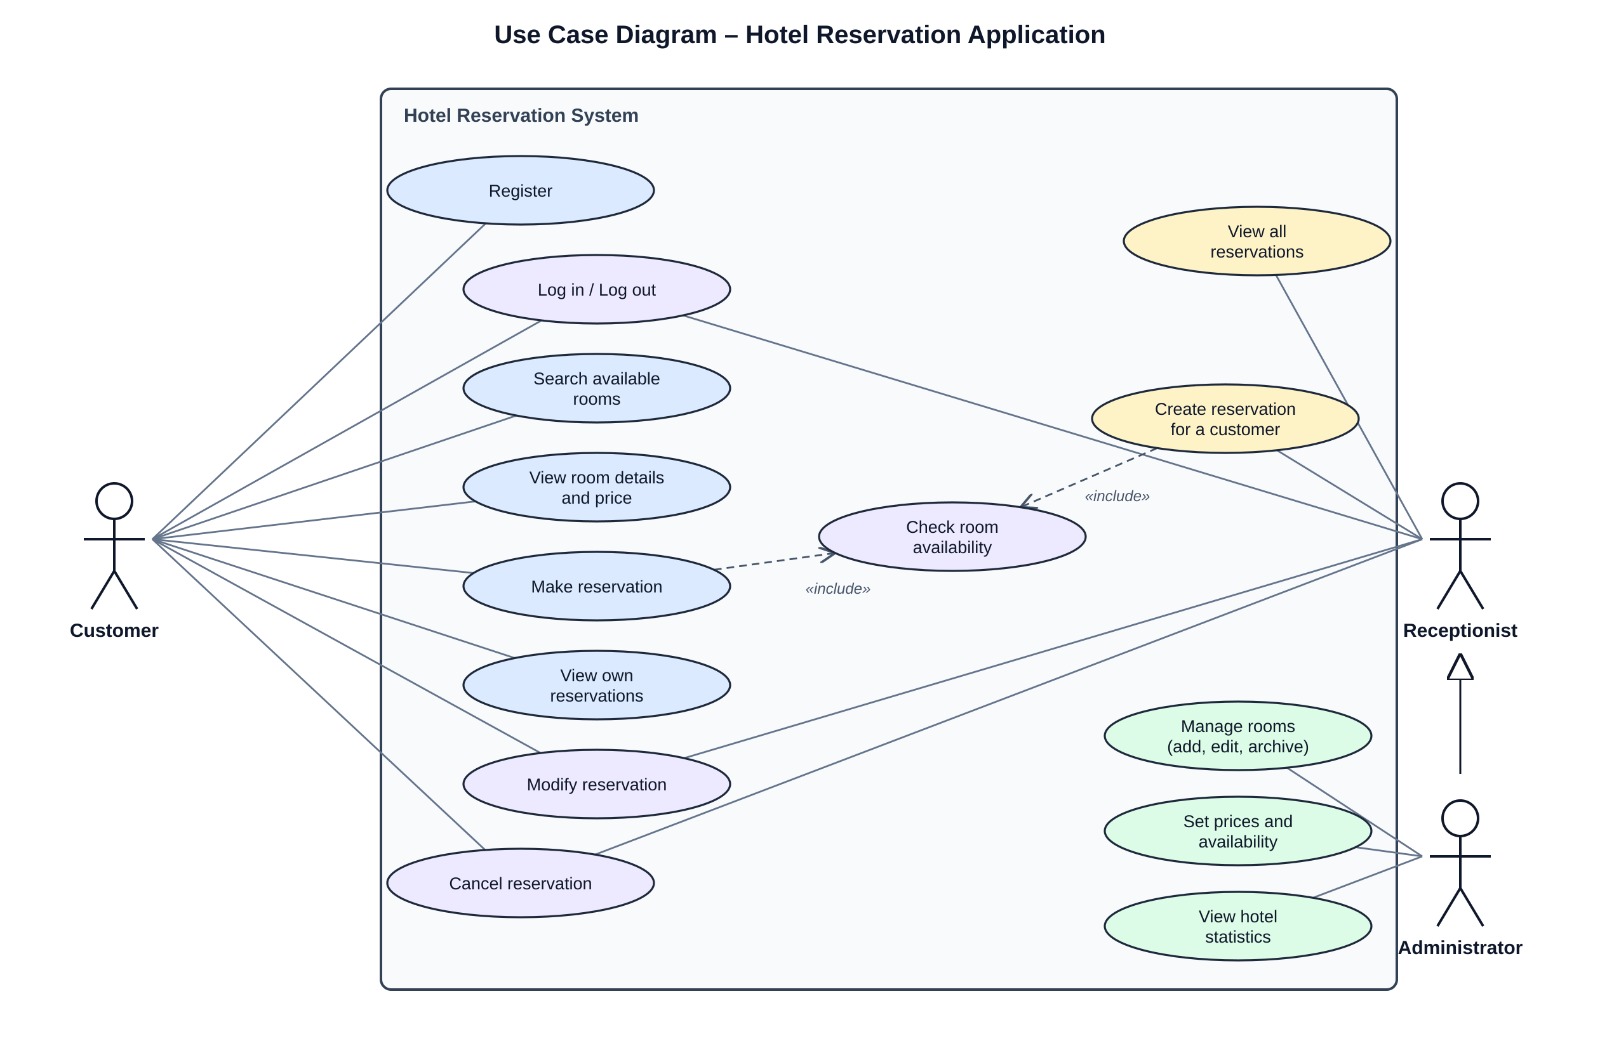 Use Case Diagram – Hotel Reservation Application
Hotel Reservation System
Register
View all
reservations
Log in / Log out
Search available
rooms
Create reservation
for a customer
View room details
and price
«include»
Check room
availability
Make reservation
«include»
Customer
Receptionist
View own
reservations
Manage rooms
(add, edit, archive)
Modify reservation
Set prices and
availability
Cancel reservation
View hotel
statistics
Administrator